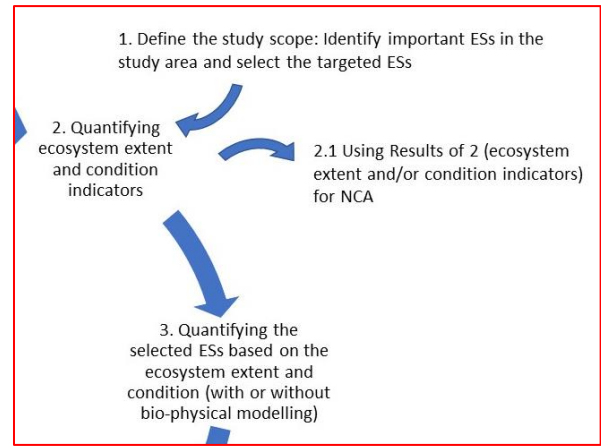 1. Define the study scope: Identify important ESs in the
study area and select the targeted ESs
2. Quantifying
ecosystem extent
and condition
indicators
2.1 Using Results of 2 (ecosystem
extent and/or condition indicators)
for NCA
3. Quantifying the
selected ESs based on the
ecosystem extent and
condition (with or without
bio-physical modelling)